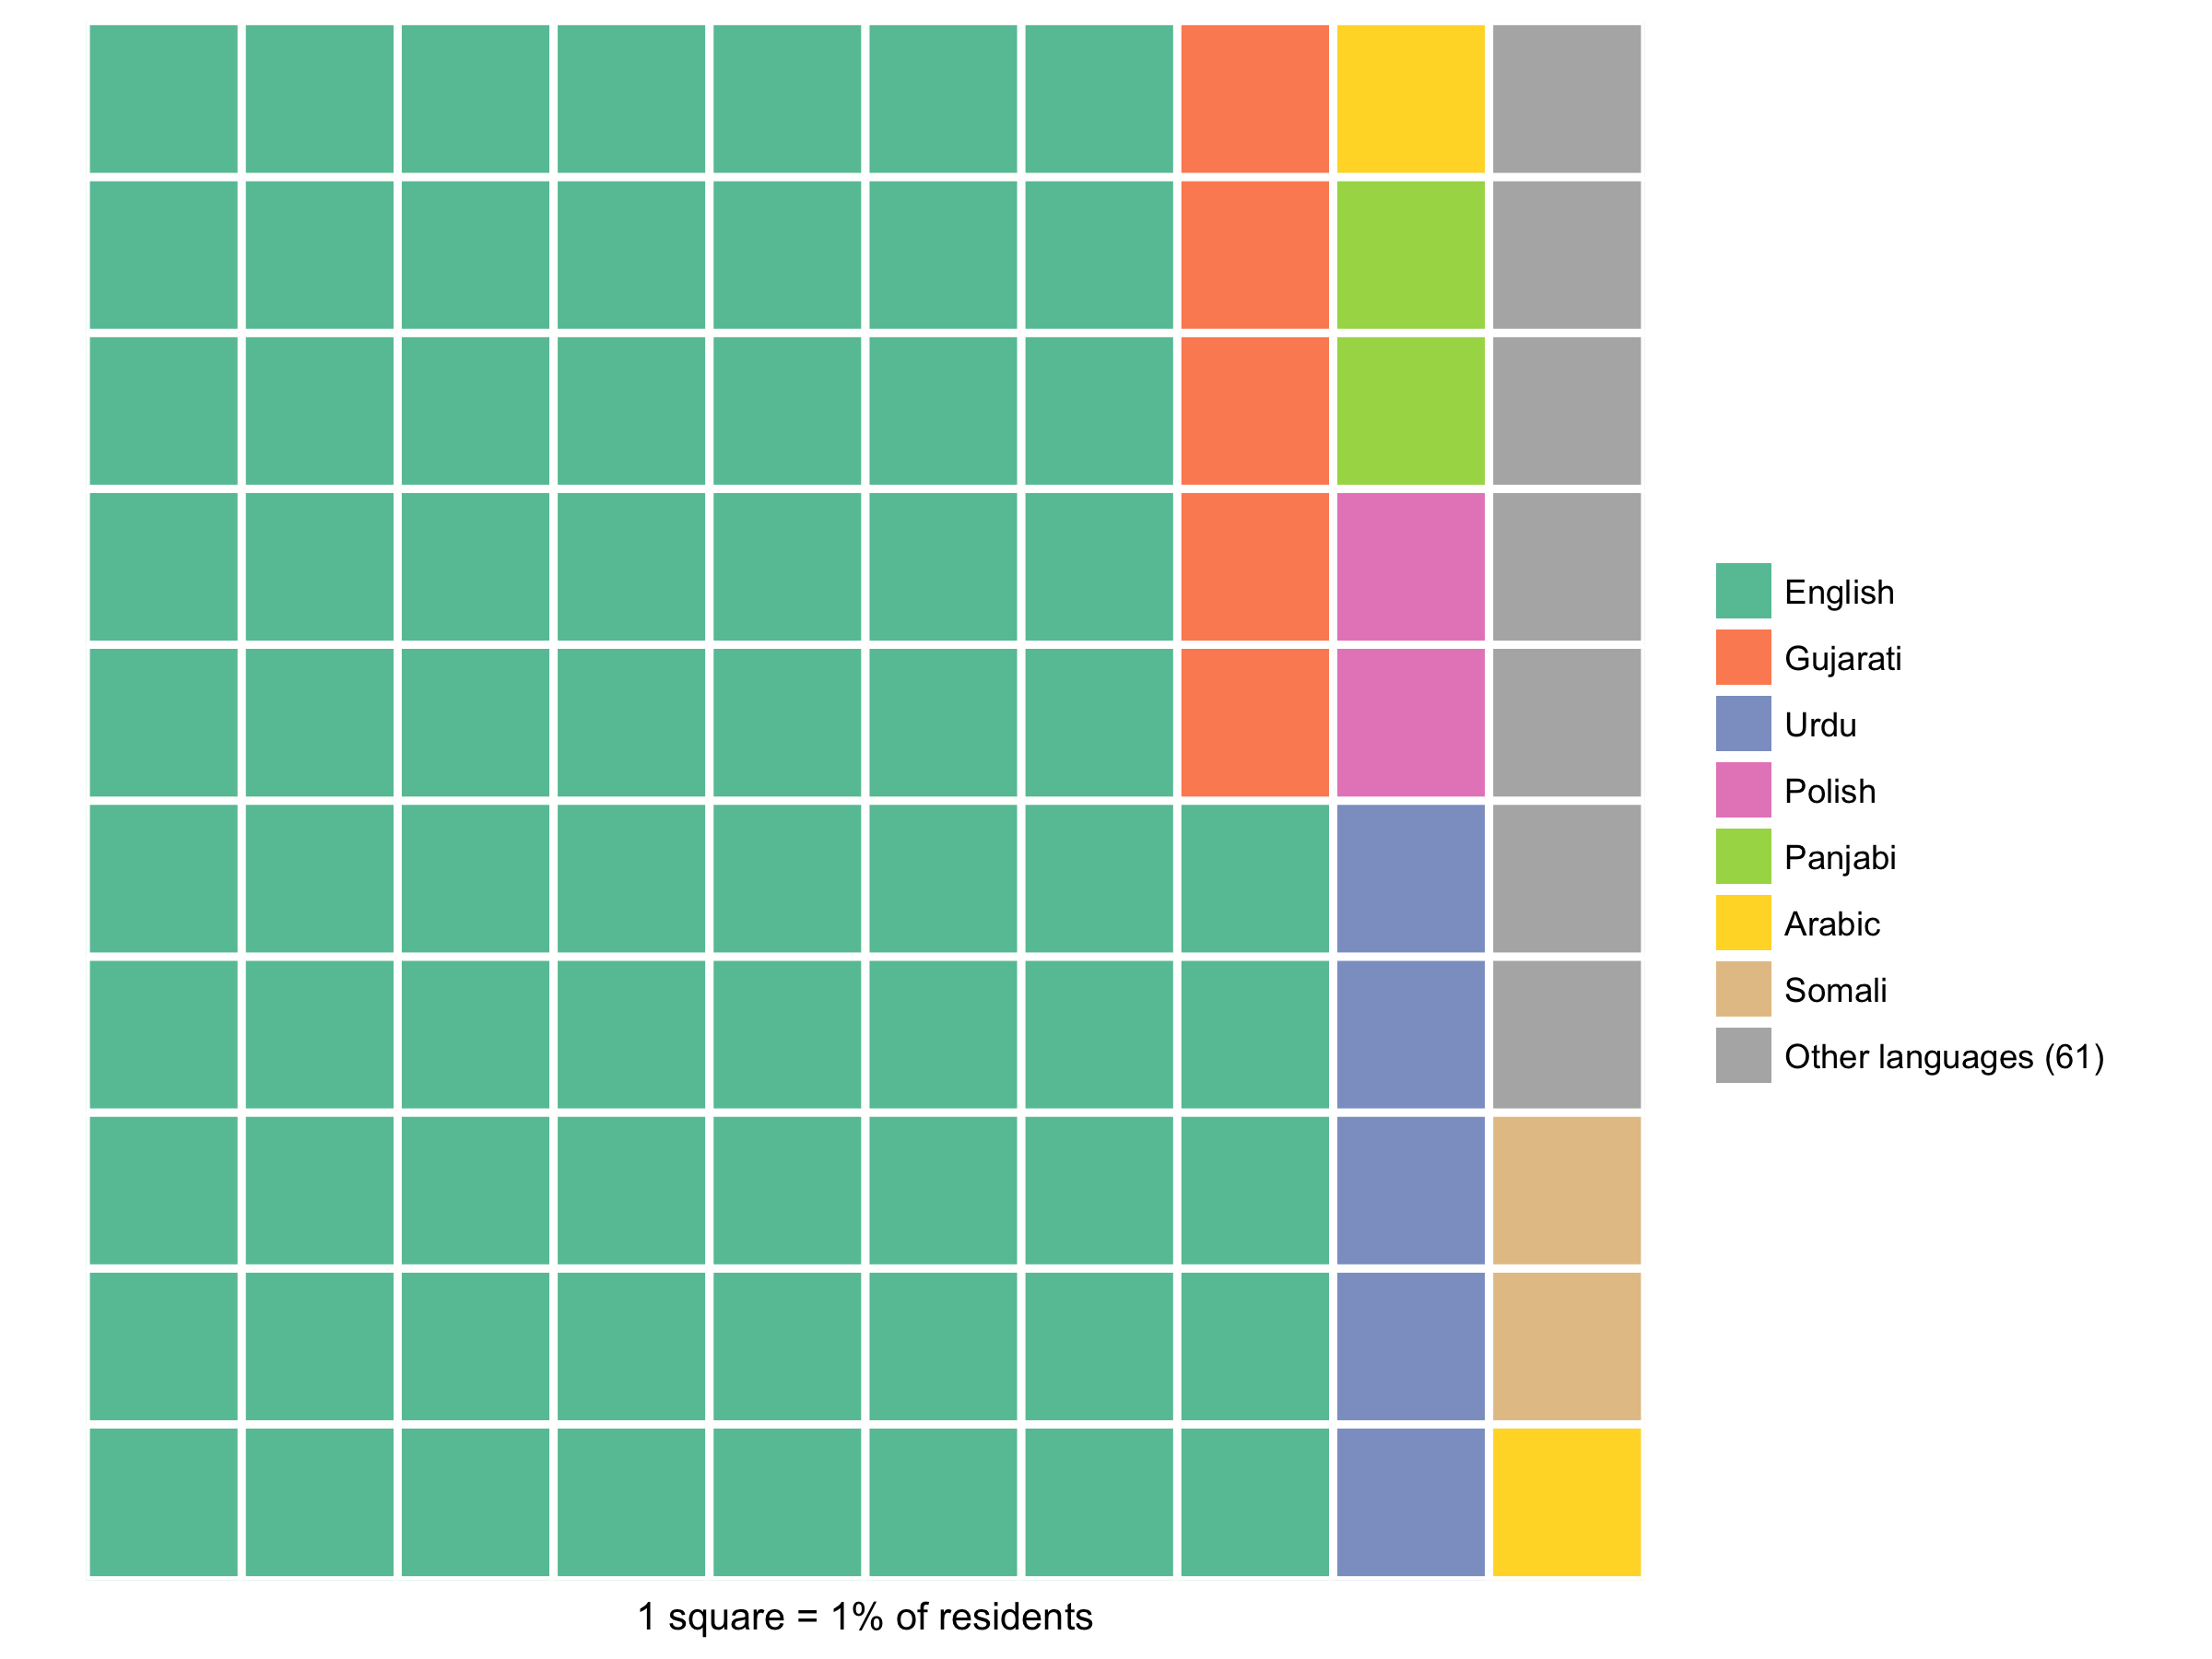 English
Gujarati
Urdu
Polish
Panjabi
Arabic
Somali
Other languages (61)
1 square = 1% of residents